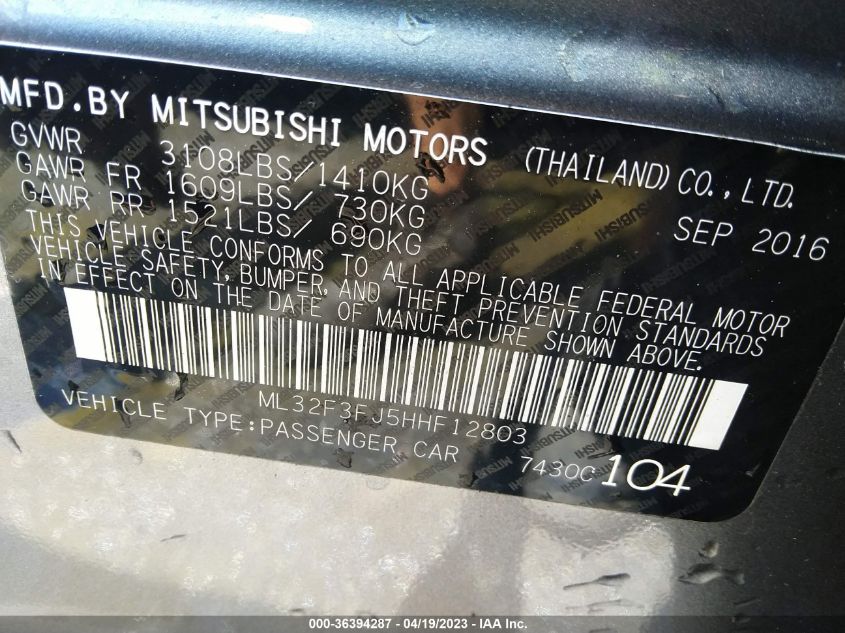 MFD.BY MITSUBISHI MOTORS (THAILAND) CO., LTD.
GVWR 3108LBS/1410KG
GAWR FR 1609LBS/ 730KG SEP 2016
GAWR RR 1521LBS/ 690KG
THIS VEHICLE CONFORMS TO ALL APPLICABLE FEDERAL MOTOR
VEHICLE SAFETY, BUMPER, AND THEFT PREVENTION STANDARDS
IN EFFECT ON THE DATE OF MANUFACTURE SHOWN ABOVE.
ML32F3FJ5HHF12803
VEHICLE TYPE:PASSENGER CAR 7430C 104
000-36394287 - 04/19/2023 - IAA Inc.